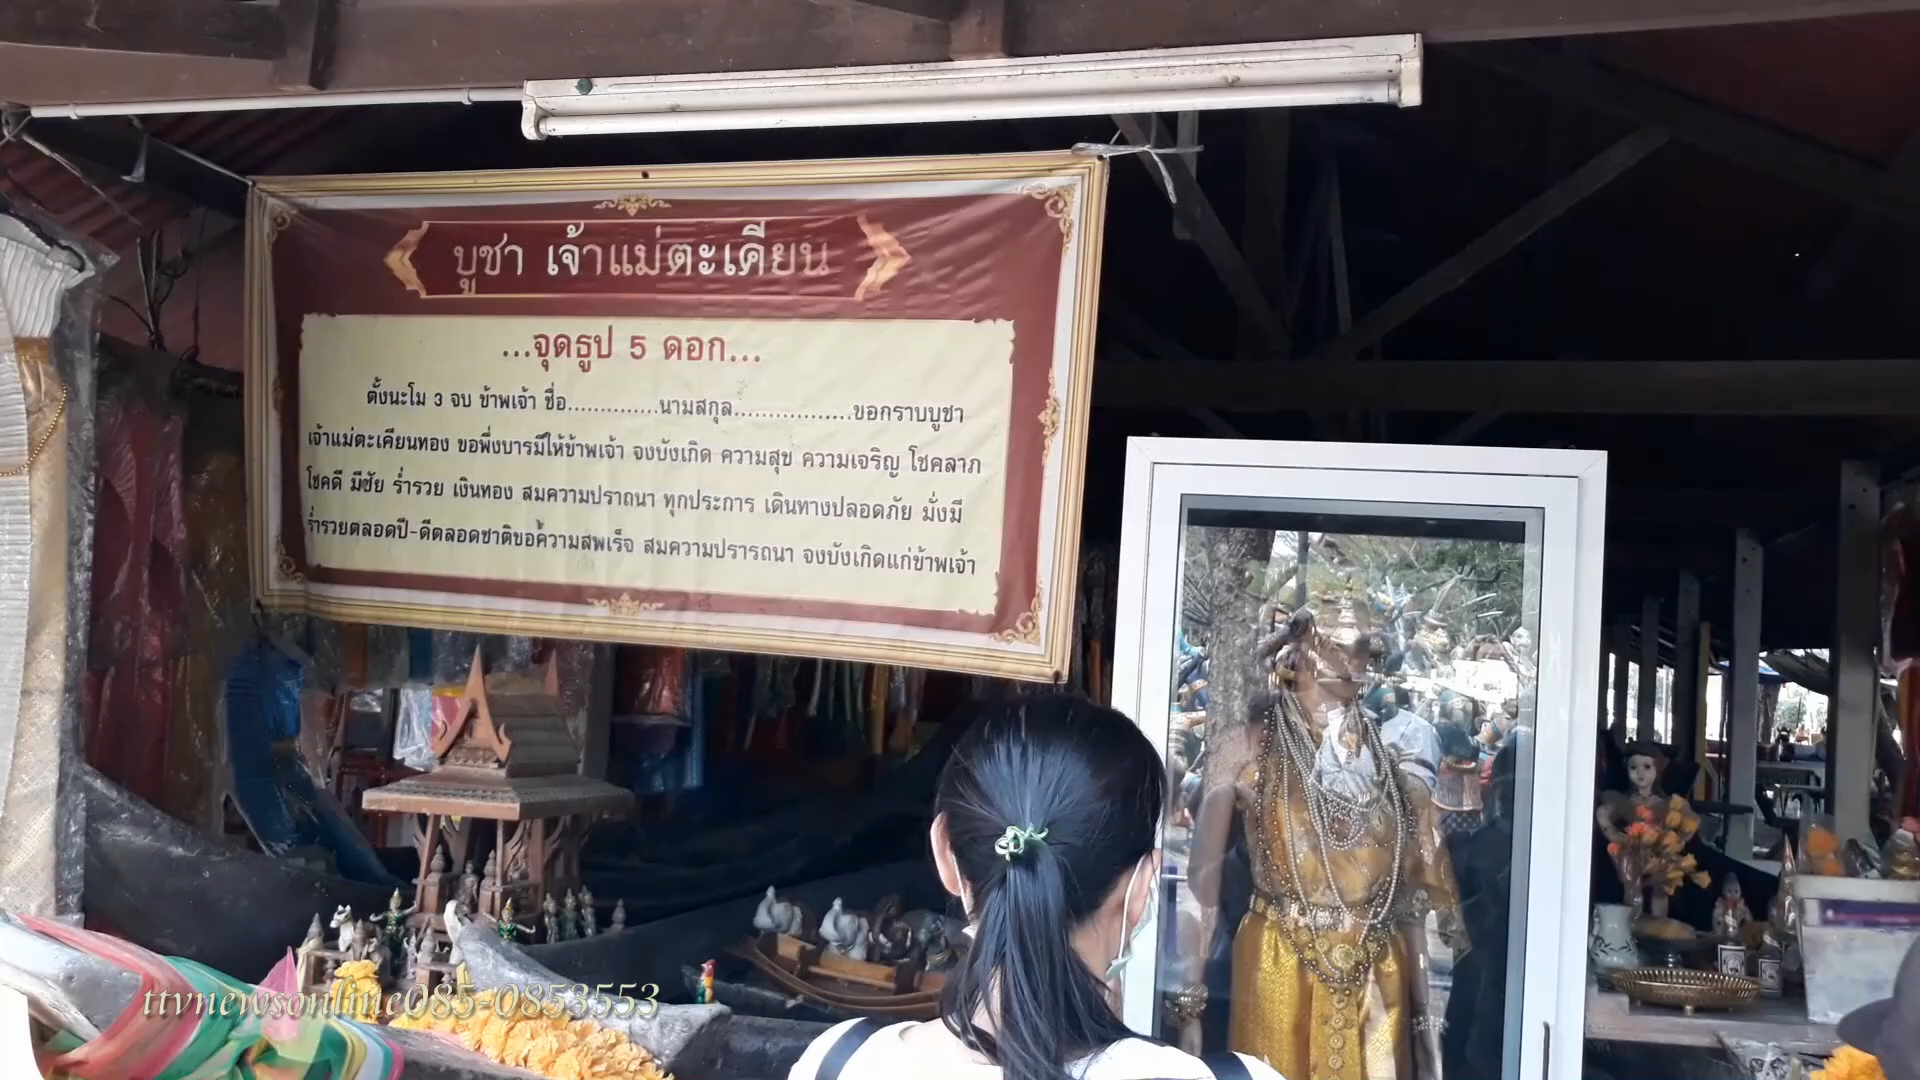 บูชา เจ้าแม่ตะเคียน
...จุดธูป 5 ดอก...
ตั้งนะโม 3 จบ ข้าพเจ้า ชื่อ..............นามสกุล.................ขอกราบบูชา
เจ้าแม่ตะเคียนทอง ขอพึ่งบารมีให้ข้าพเจ้า จงบังเกิด ความสุข ความเจริญ โชคลาภ
โชคดี มีชัย ร่ำรวย เงินทอง สมความปราถนา ทุกประการ เดินทางปลอดภัย มั่งมี
ร่ำรวยตลอดปี-ดีตลอดชาติขอค้วามสพเร็จ สมความปรารถนา จงบังเกิดแก่ข้าพเจ้า
ttvnewsonline085-0853553